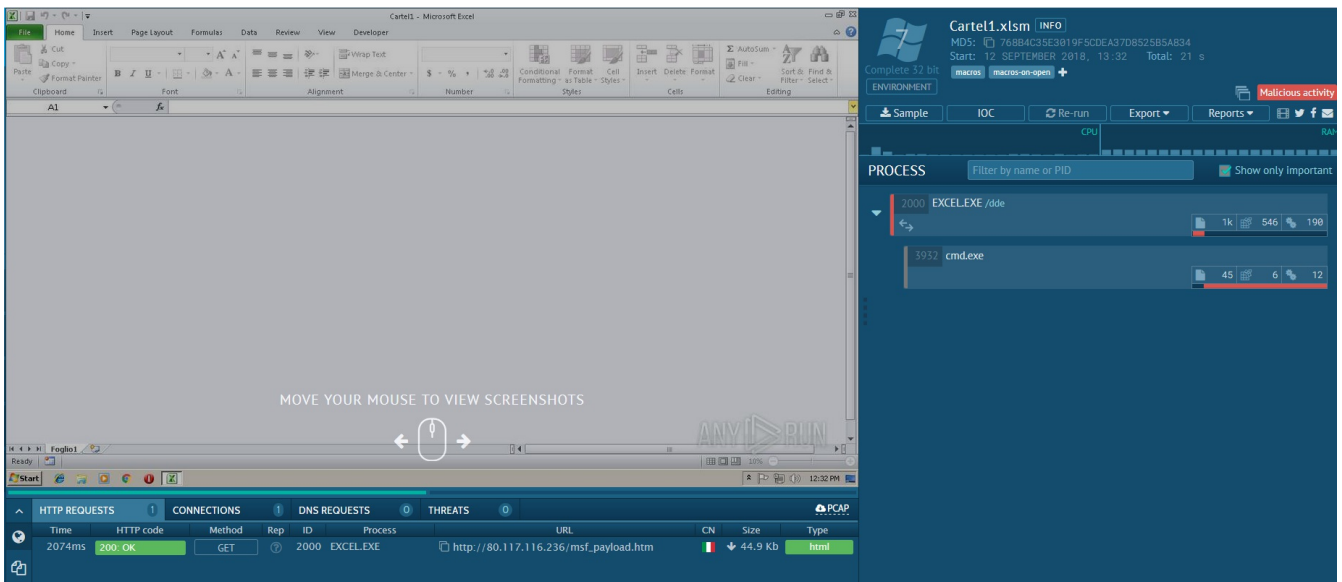 Cartel1 - Microsoft Excel
File Home Insert Page Layout Formulas Data Review View Developer
Paste
Cut
Copy
Format Painter
B I U
A A
A
Wrap Text
Merge & Center
$ % ,
Conditional Formatting
Format as Table
Cell Styles
Insert Delete Format
Σ AutoSum
Fill
Clear
Sort & Filter
Find & Select
Clipboard Font Alignment Number Styles Cells Editing
A1 fx
MOVE YOUR MOUSE TO VIEW SCREENSHOTS
ANY RUN
Foglio1
Ready 10%
Start 12:32 PM
HTTP REQUESTS 1 CONNECTIONS 1 DNS REQUESTS 0 THREATS 0 PCAP
Time HTTP code Method Rep ID Process URL CN Size Type
2074ms 200: OK GET ? 2000 EXCEL.EXE http://80.117.116.236/msf_payload.htm 44.9 Kb html
7
Complete 32 bit
ENVIRONMENT
Cartel1.xlsm INFO
MD5: 768B4C35E3019F5CDEA37D8525B5AB34
Start: 12 SEPTEMBER 2018, 13:32 Total: 21 s
macros macros-on-open +
Malicious activity
Sample IOC Re-run Export Reports
CPU RAM
PROCESS Filter by name or PID Show only important
2000 EXCEL.EXE /dde
1k 546 190
3932 cmd.exe
45 6 12